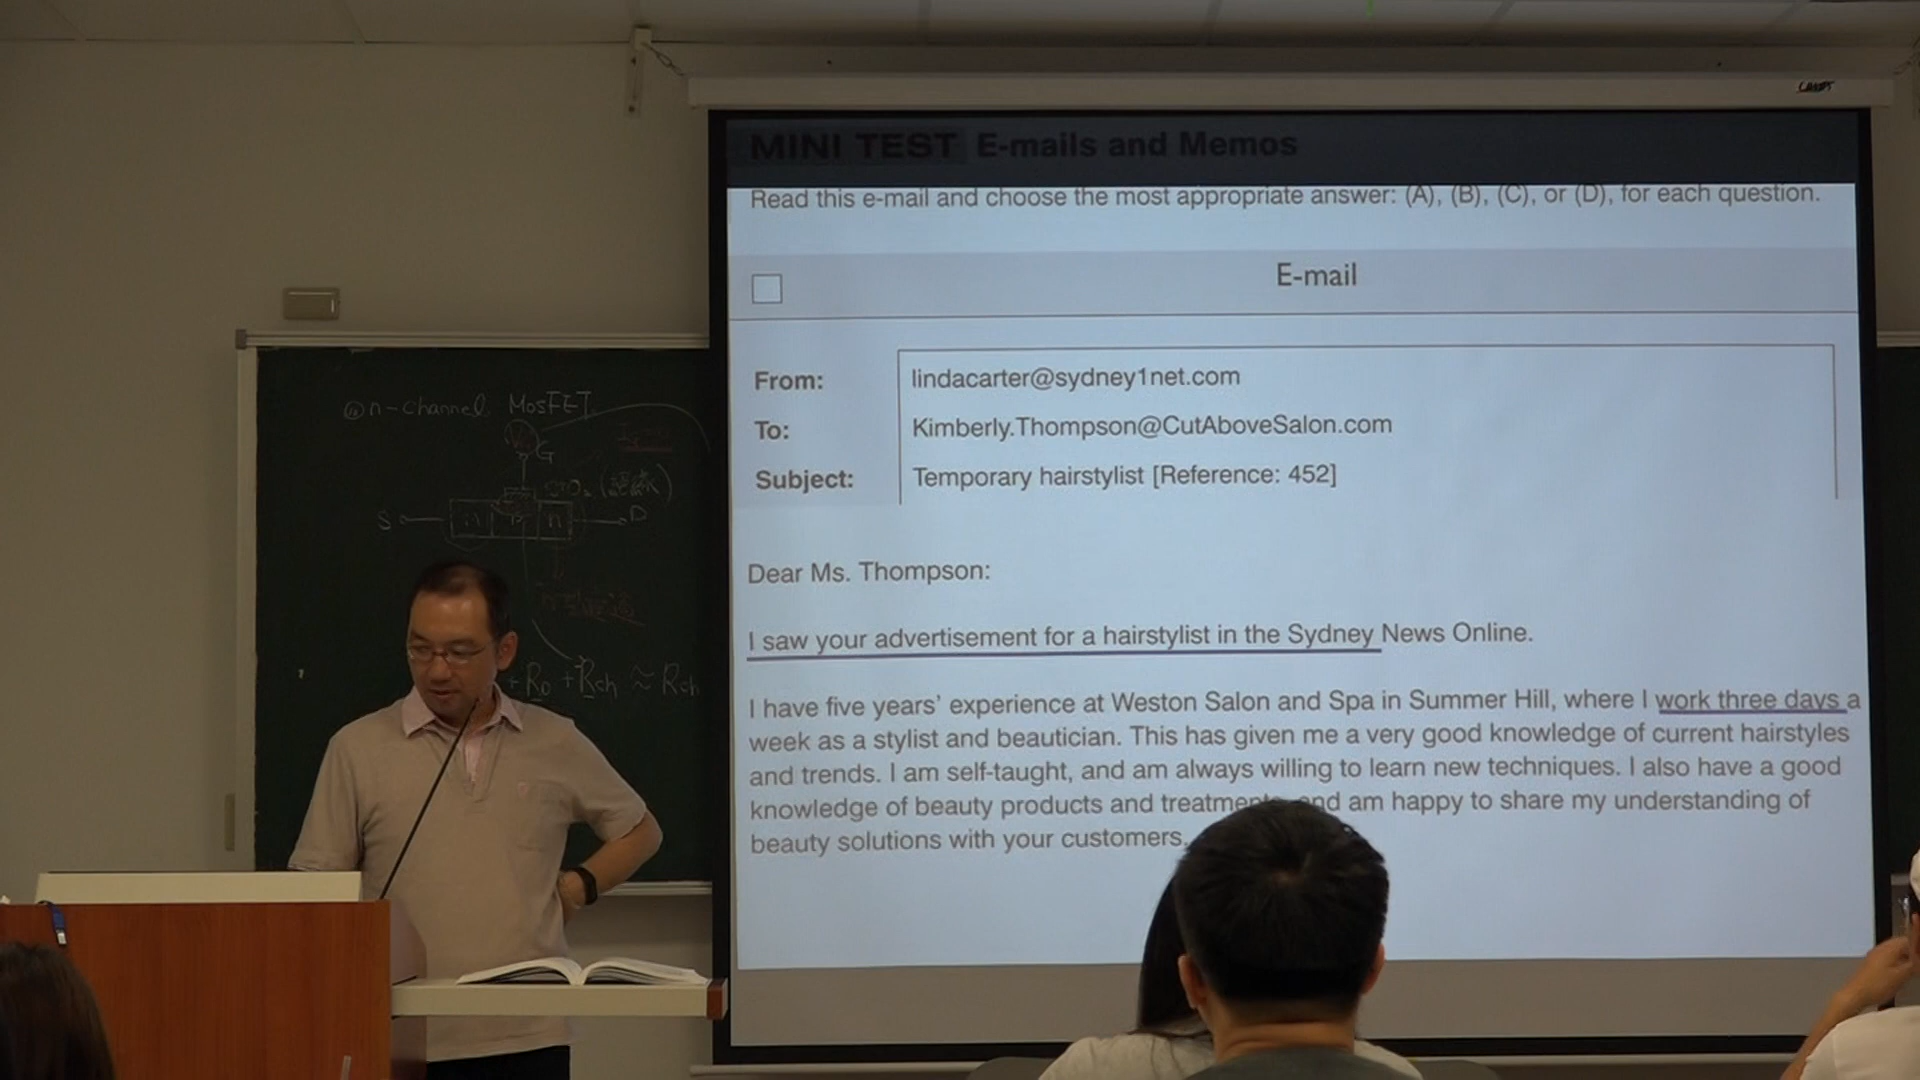 MINI TEST E-mails and Memos
Read this e-mail and choose the most appropriate answer: (A), (B), (C), or (D), for each question.
E-mail
From: lindacarter@sydney1net.com
To: Kimberly.Thompson@CutAboveSalon.com
Subject: Temporary hairstylist [Reference: 452]
Dear Ms. Thompson:
I saw your advertisement for a hairstylist in the Sydney News Online.
I have five years' experience at Weston Salon and Spa in Summer Hill, where I work three days a
week as a stylist and beautician. This has given me a very good knowledge of current hairstyles
and trends. I am self-taught, and am always willing to learn new techniques. I also have a good
knowledge of beauty products and treatments and am happy to share my understanding of
beauty solutions with your customers.
n-channel MosFET
G
S
n
D
+ R_D + R_ch ≈ R_ch